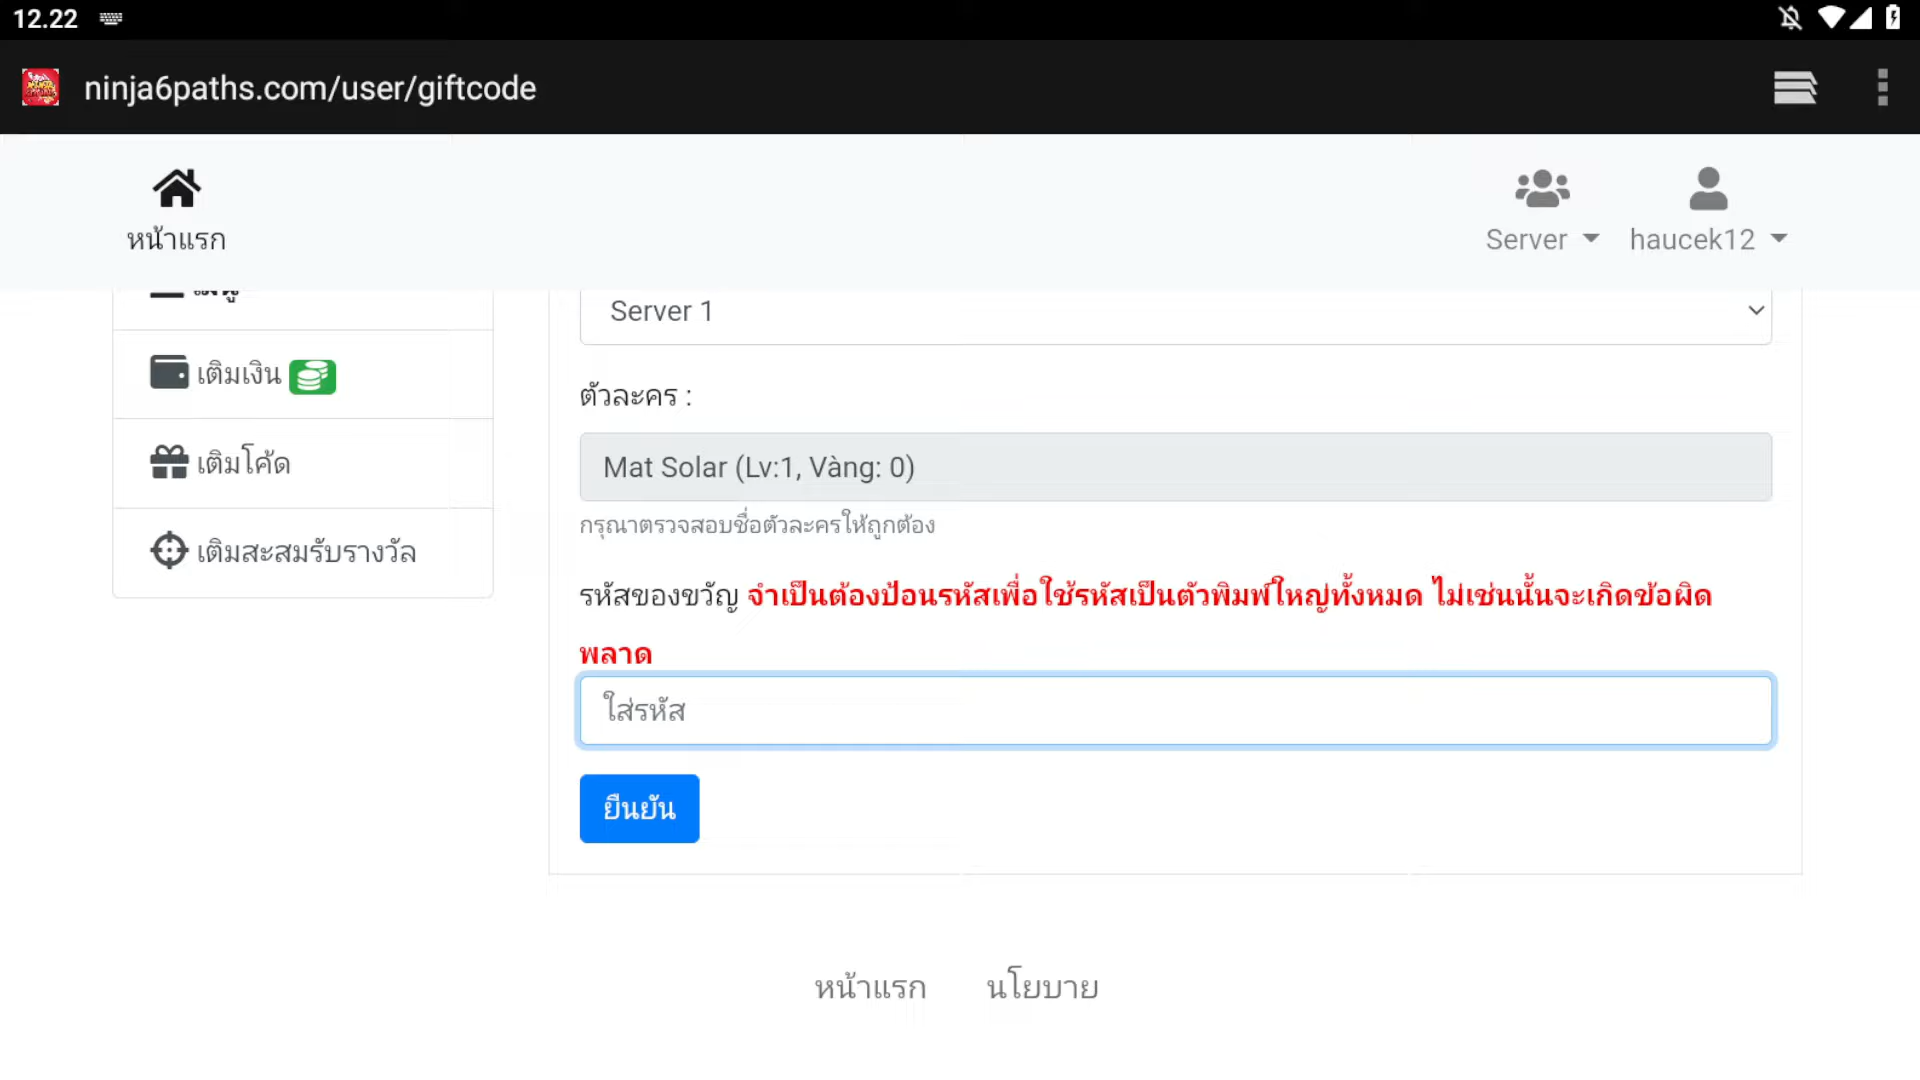 12.22
ninja6paths.com/user/giftcode
หน้าแรก
Server
haucek12
Server 1
เติมเงิน
ตัวละคร :
เติมโค้ด
Mat Solar (Lv:1, Vàng: 0)
กรุณาตรวจสอบชื่อตัวละครให้ถูกต้อง
เติมสะสมรับรางวัล
รหัสของขวัญ จำเป็นต้องป้อนรหัสเพื่อใช้รหัสเป็นตัวพิมพ์ใหญ่ทั้งหมด ไม่เช่นนั้นจะเกิดข้อผิด
พลาด
ใส่รหัส
ยืนยัน
หน้าแรก
นโยบาย